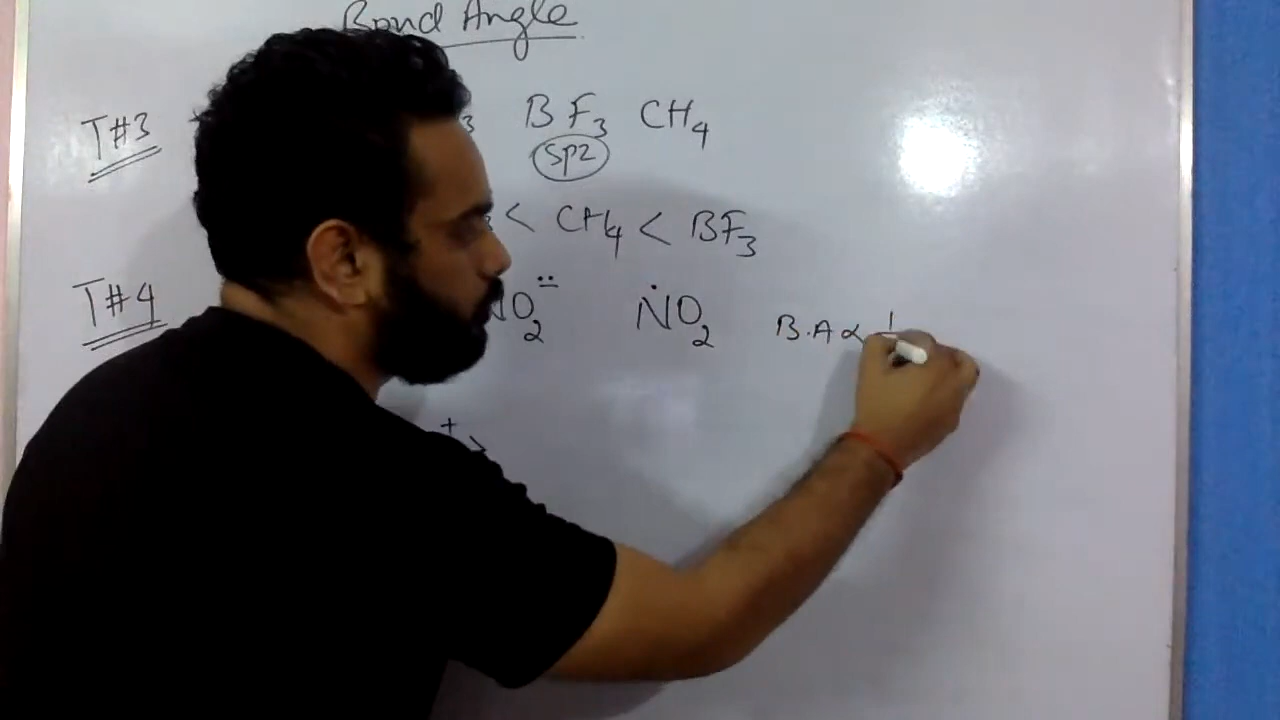 Bond Angle
T#3 3 BF3 CH4
sp2
< CH4 < BF3
T#4 NO2 NO2 B.A ∝ 1
+ >